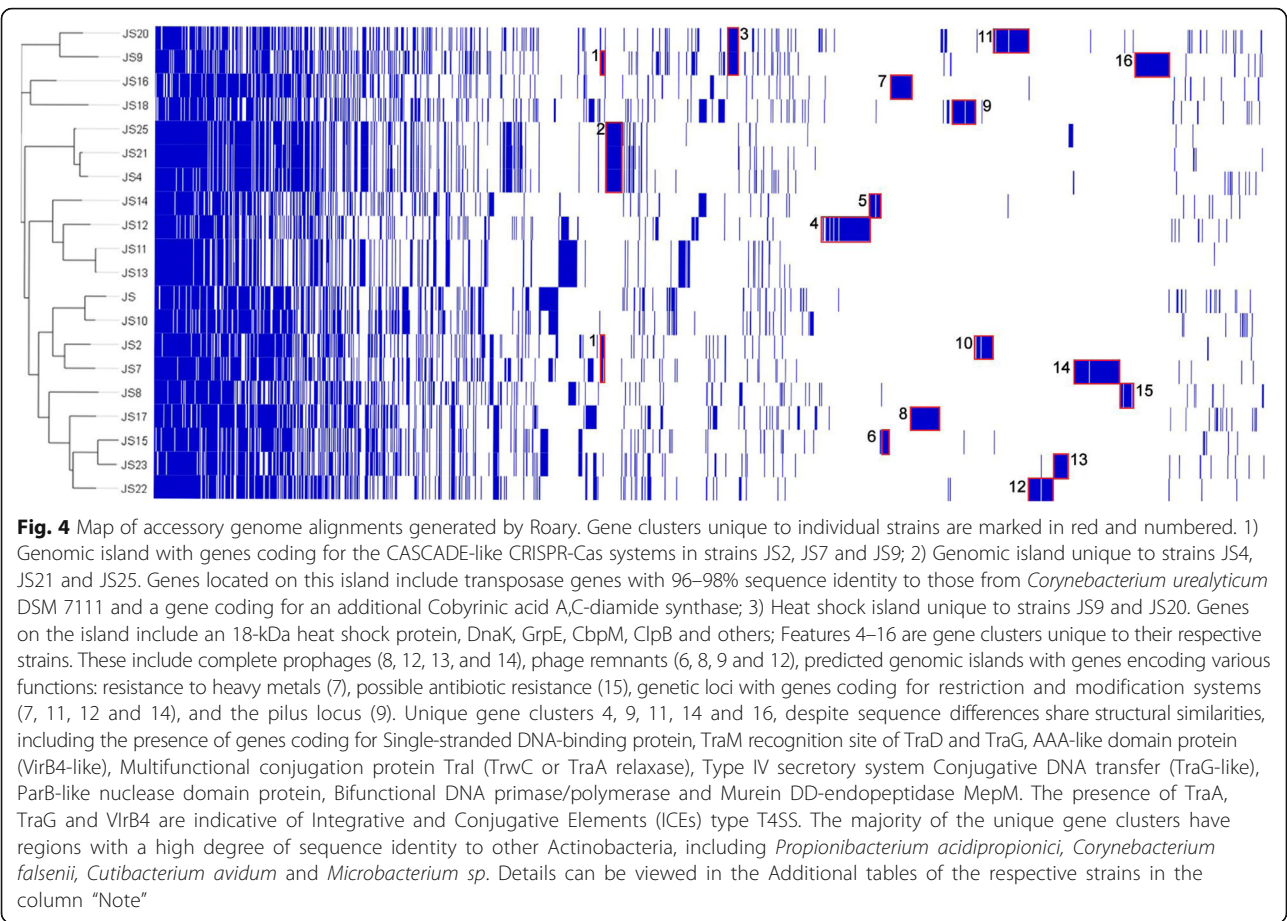 JS20
3
11
JS9
1
16
JS16
7
JS18
9
JS25
2
JS21
JS4
JS14
5
JS12
4
JS11
JS13
JS
JS10
JS2
1
10
JS7
14
JS8
15
JS17
8
JS15
6
JS23
13
JS22
12
Fig. 4 Map of accessory genome alignments generated by Roary. Gene clusters unique to individual strains are marked in red and numbered. 1)
Genomic island with genes coding for the CASCADE-like CRISPR-Cas systems in strains JS2, JS7 and JS9; 2) Genomic island unique to strains JS4,
JS21 and JS25. Genes located on this island include transposase genes with 96–98% sequence identity to those from Corynebacterium urealyticum
DSM 7111 and a gene coding for an additional Cobyrinic acid A,C-diamide synthase; 3) Heat shock island unique to strains JS9 and JS20. Genes
on the island include an 18-kDa heat shock protein, DnaK, GrpE, CbpM, ClpB and others; Features 4–16 are gene clusters unique to their respective
strains. These include complete prophages (8, 12, 13, and 14), phage remnants (6, 8, 9 and 12), predicted genomic islands with genes encoding various
functions: resistance to heavy metals (7), possible antibiotic resistance (15), genetic loci with genes coding for restriction and modification systems
(7, 11, 12 and 14), and the pilus locus (9). Unique gene clusters 4, 9, 11, 14 and 16, despite sequence differences share structural similarities,
including the presence of genes coding for Single-stranded DNA-binding protein, TraM recognition site of TraD and TraG, AAA-like domain protein
(VirB4-like), Multifunctional conjugation protein TraI (TrwC or TraA relaxase), Type IV secretory system Conjugative DNA transfer (TraG-like),
ParB-like nuclease domain protein, Bifunctional DNA primase/polymerase and Murein DD-endopeptidase MepM. The presence of TraA,
TraG and VIrB4 are indicative of Integrative and Conjugative Elements (ICEs) type T4SS. The majority of the unique gene clusters have
regions with a high degree of sequence identity to other Actinobacteria, including Propionibacterium acidipropionici, Corynebacterium
falsenii, Cutibacterium avidum and Microbacterium sp. Details can be viewed in the Additional tables of the respective strains in the
column “Note”